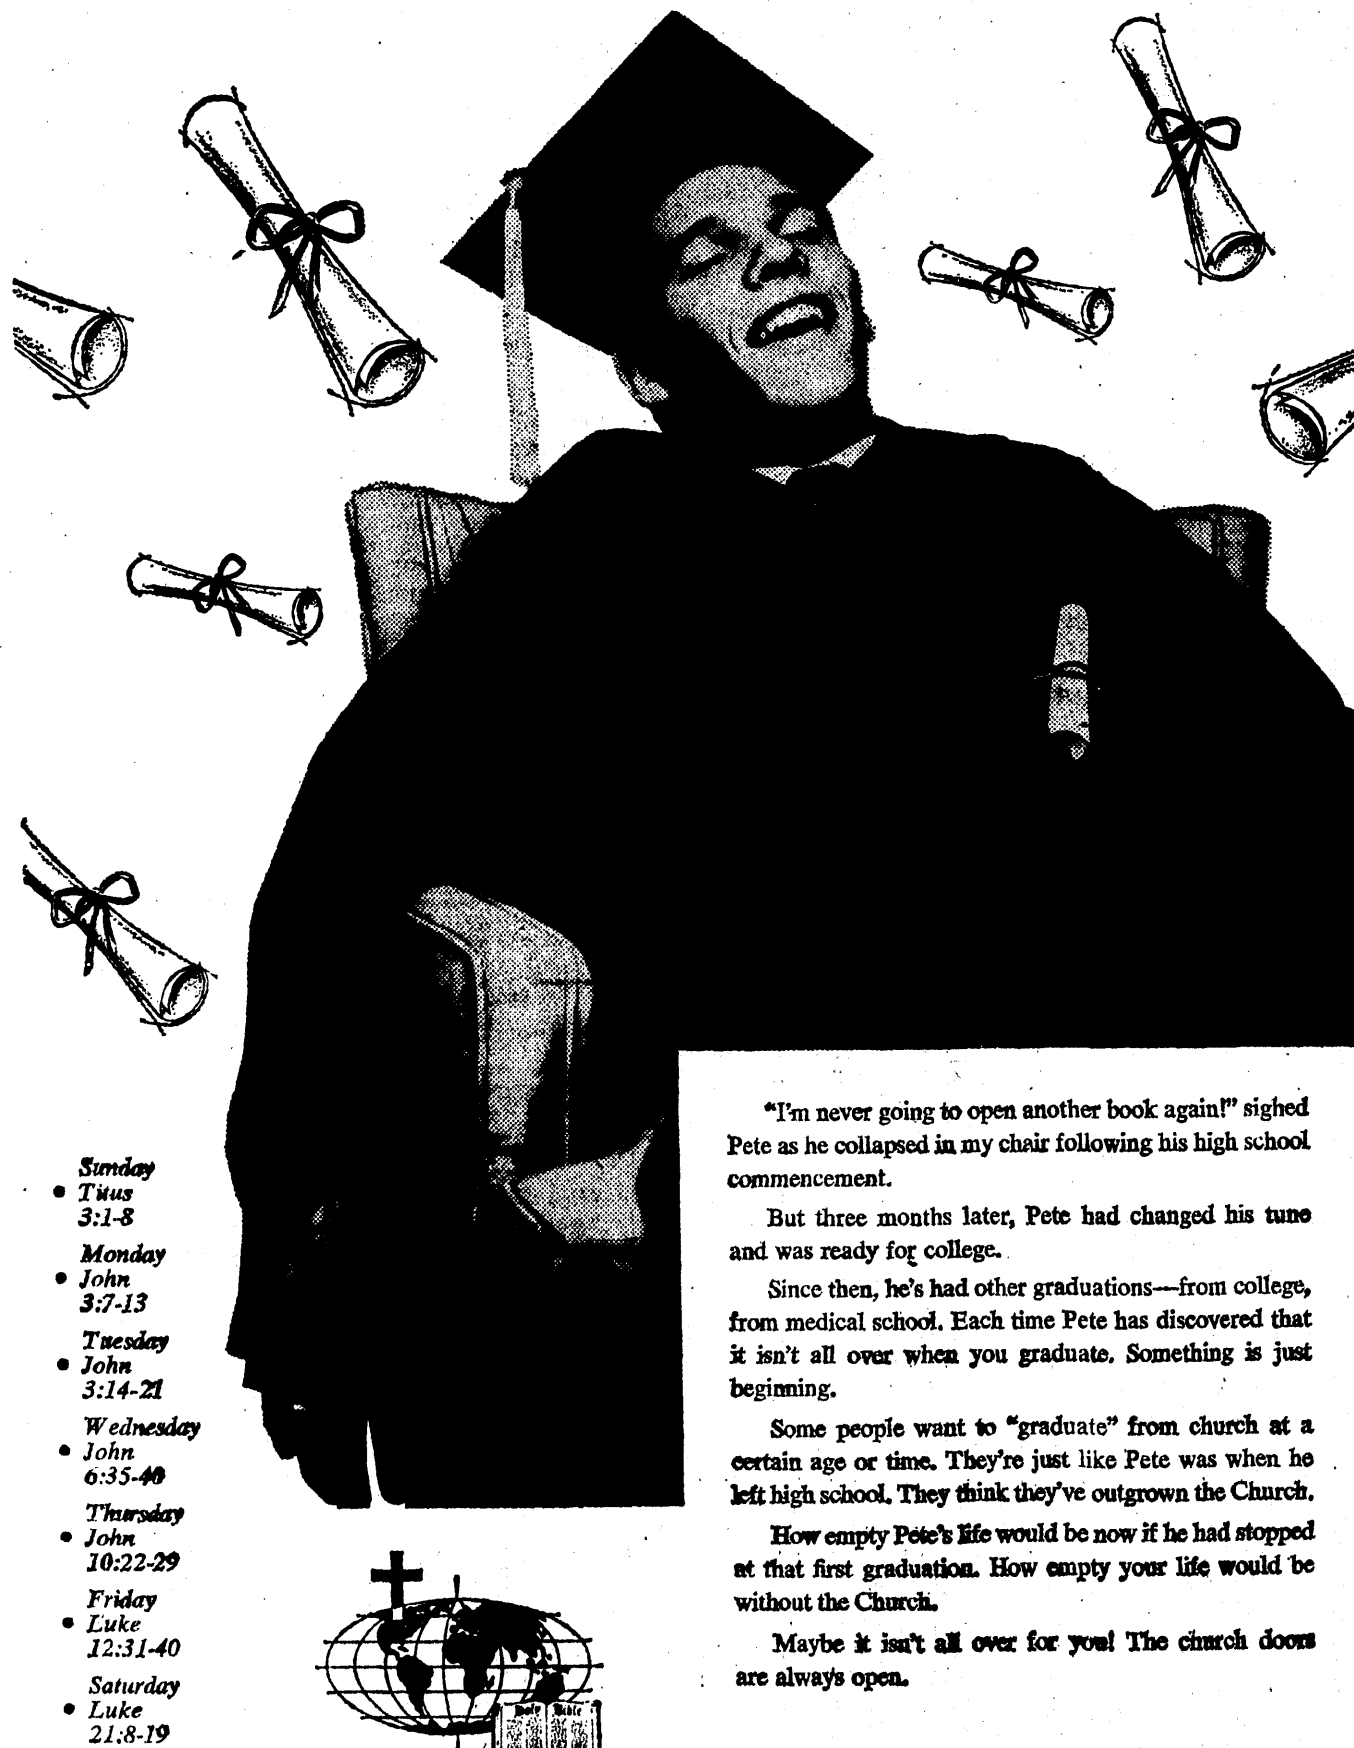 Sunday
• Titus
3:1-8
Monday
• John
3:7-13
Tuesday
• John
3:14-21
Wednesday
• John
6:35-40
Thursday
• John
10:22-29
Friday
• Luke
12:31-40
Saturday
• Luke
21:8-19
Holy Bible
"I'm never going to open another book again!" sighed
Pete as he collapsed in my chair following his high school
commencement.
But three months later, Pete had changed his tune
and was ready for college.
Since then, he's had other graduations—from college,
from medical school. Each time Pete has discovered that
it isn't all over when you graduate. Something is just
beginning.
Some people want to "graduate" from church at a
certain age or time. They're just like Pete was when he
left high school. They think they've outgrown the Church.
How empty Pete's life would be now if he had stopped
at that first graduation. How empty your life would be
without the Church.
Maybe it isn't all over for you! The church doors
are always open.